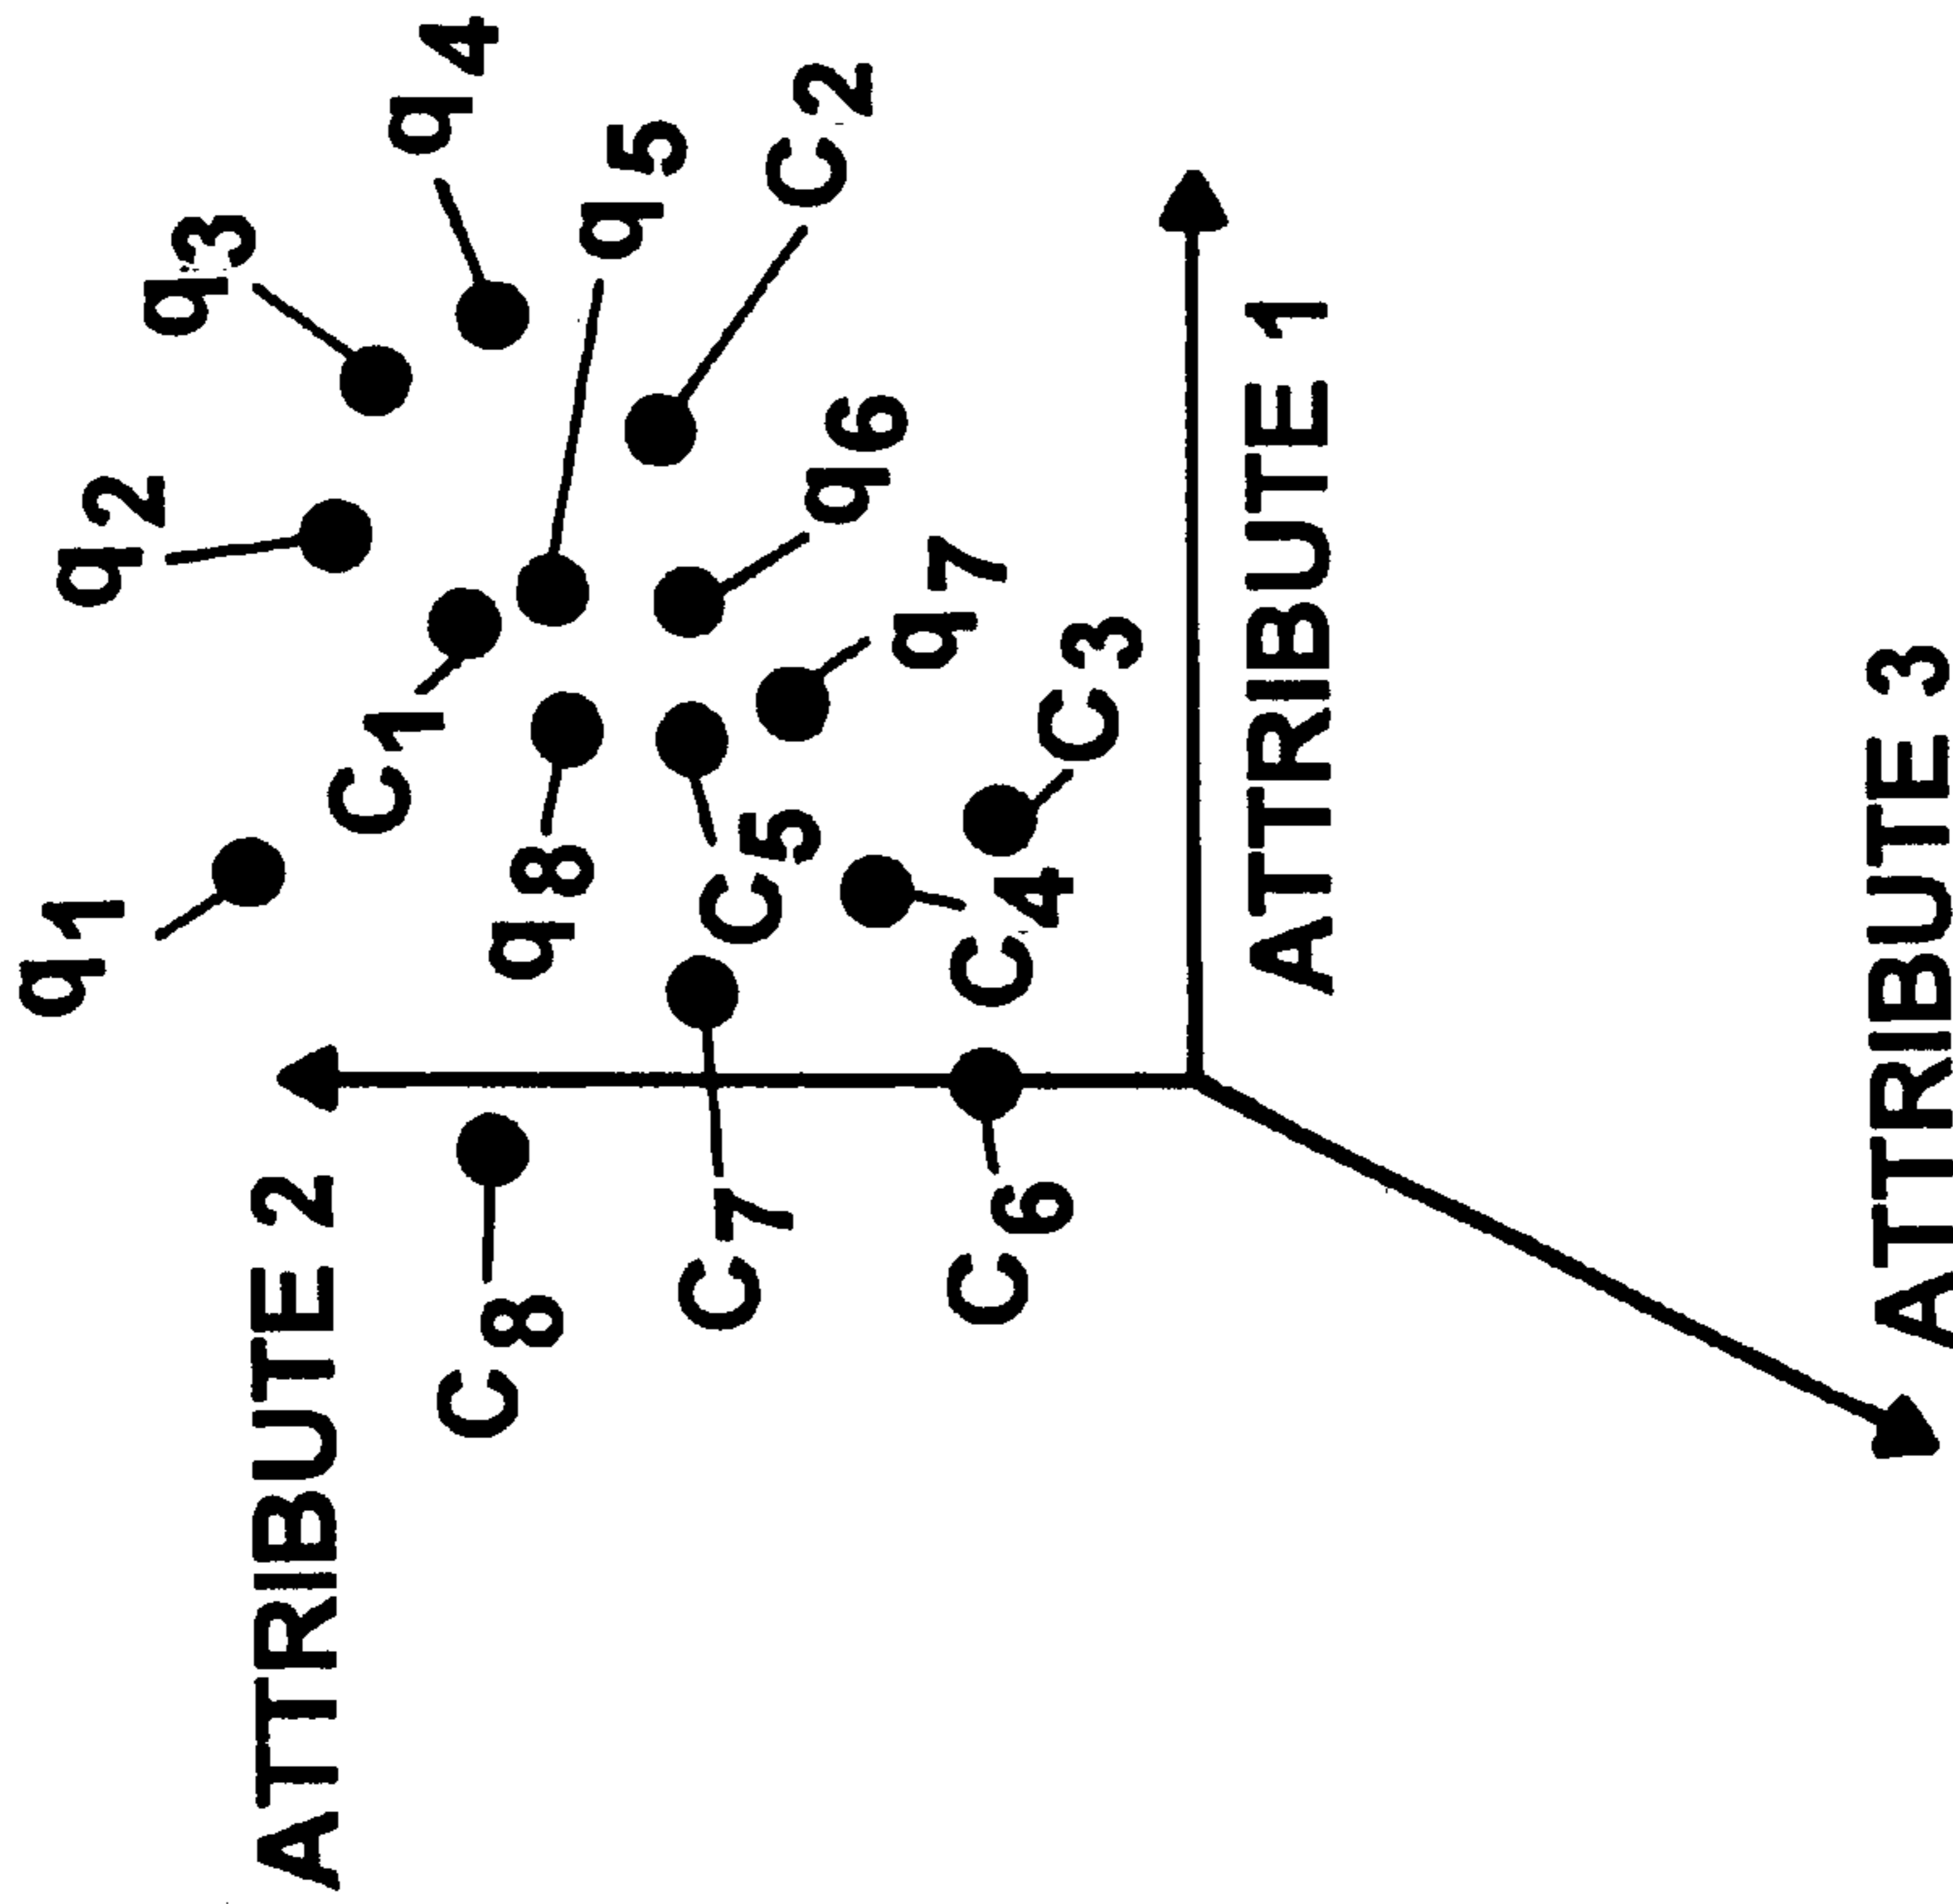 q1
q2
q3
ATTRIBUTE 2
C1
q4
C8
q8
q5
C7
C5
C2
q6
q7
C6
C4
C3
ATTRIBUTE 1
ATTRIBUTE 3